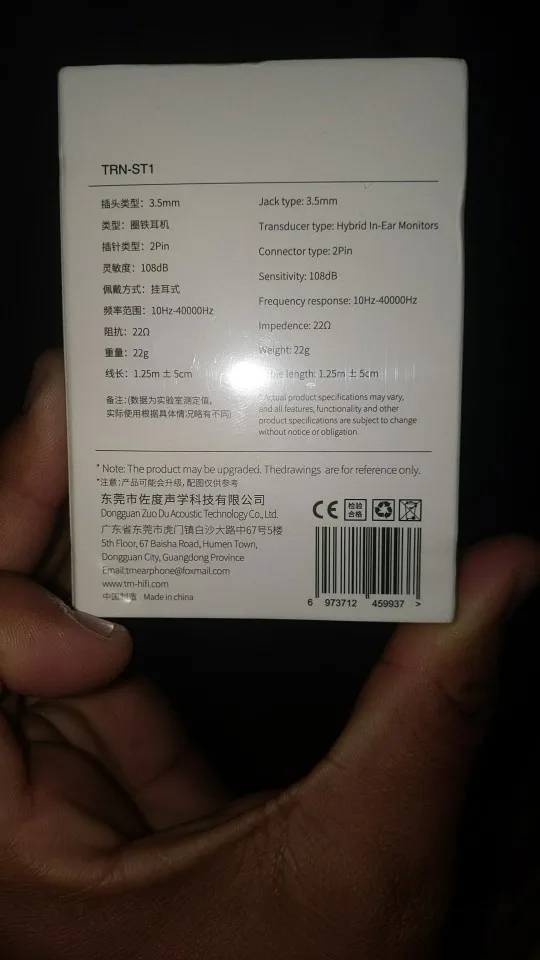 TRN-ST1
插头类型：3.5mm
类型：圈铁耳机
插针类型：2Pin
灵敏度：108dB
佩戴方式：挂耳式
频率范围：10Hz-40000Hz
阻抗：22Ω
重量：22g
线长：1.25m ± 5cm
备注：(数据为实验室测定值，
实际使用根据具体情况略有不同)
Jack type: 3.5mm
Transducer type: Hybrid In-Ear Monitors
Connector type: 2Pin
Sensitivity: 108dB
Frequency response: 10Hz-40000Hz
Impedence: 22Ω
Weight: 22g
length: 1.25m ± 5cm
*Actual product specifications may vary,
and all features, functionality and other
product specifications are subject to change
without notice or obligation.
* Note: The product may be upgraded. Thedrawings are for reference only.
*注意：产品可能会升级，配图仅供参考
东莞市佐度声学科技有限公司
Dongguan Zuo Du Acoustic Technology Co., Ltd.
广东省东莞市虎门镇白沙大路中67号5楼
5th Floor, 67 Baisha Road, Humen Town,
Dongguan City, Guangdong Province
Email:trnearphone@foxmail.com
www.trn-hifi.com
中国制造 Made in china
CE 检验
合格
6 973712 459937 >